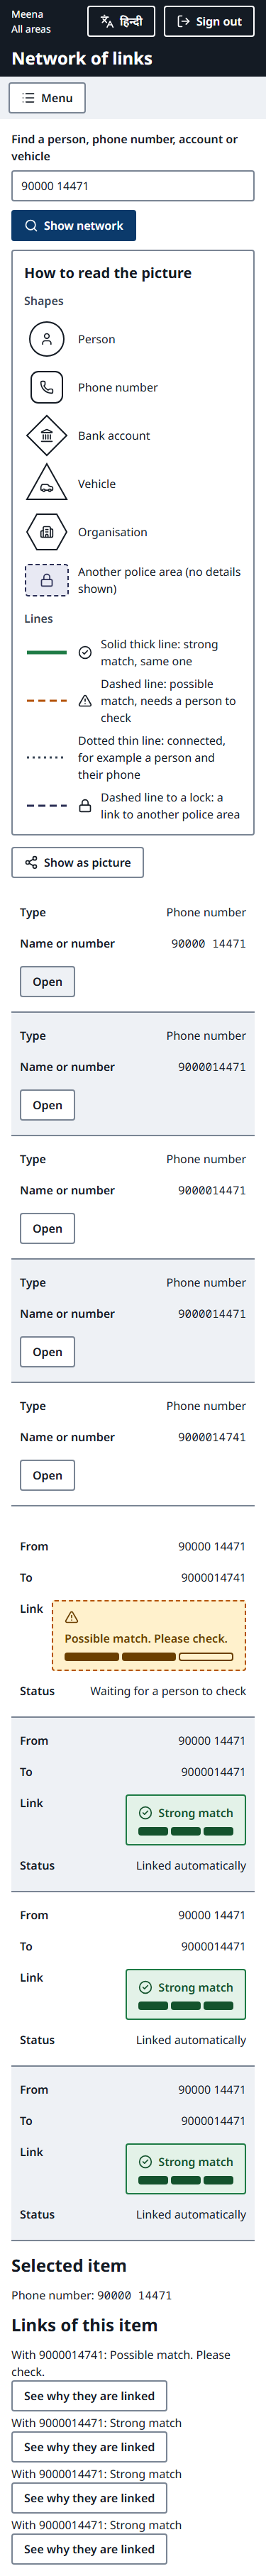 Meena
All areas
हिन्दी
Sign out
Network of links
Menu
Find a person, phone number, account or
vehicle
90000 14471
Show network
How to read the picture
Shapes
Person
Phone number
Bank account
Vehicle
Organisation
Another police area (no details
shown)
Lines
Solid thick line: strong
match, same one
Dashed line: possible
match, needs a person to
check
Dotted thin line: connected,
for example a person and
their phone
Dashed line to a lock: a
link to another police area
Show as picture
Type Phone number
Name or number 90000 14471
Open
Type Phone number
Name or number 9000014471
Open
Type Phone number
Name or number 9000014471
Open
Type Phone number
Name or number 9000014471
Open
Type Phone number
Name or number 9000014741
Open
From 90000 14471
To 9000014741
Link
Possible match. Please check.
Status Waiting for a person to check
From 90000 14471
To 9000014471
Link Strong match
Status Linked automatically
From 90000 14471
To 9000014471
Link Strong match
Status Linked automatically
From 90000 14471
To 9000014471
Link Strong match
Status Linked automatically
Selected item
Phone number: 90000 14471
Links of this item
With 9000014741: Possible match. Please
check.
See why they are linked
With 9000014471: Strong match
See why they are linked
With 9000014471: Strong match
See why they are linked
With 9000014471: Strong match
See why they are linked